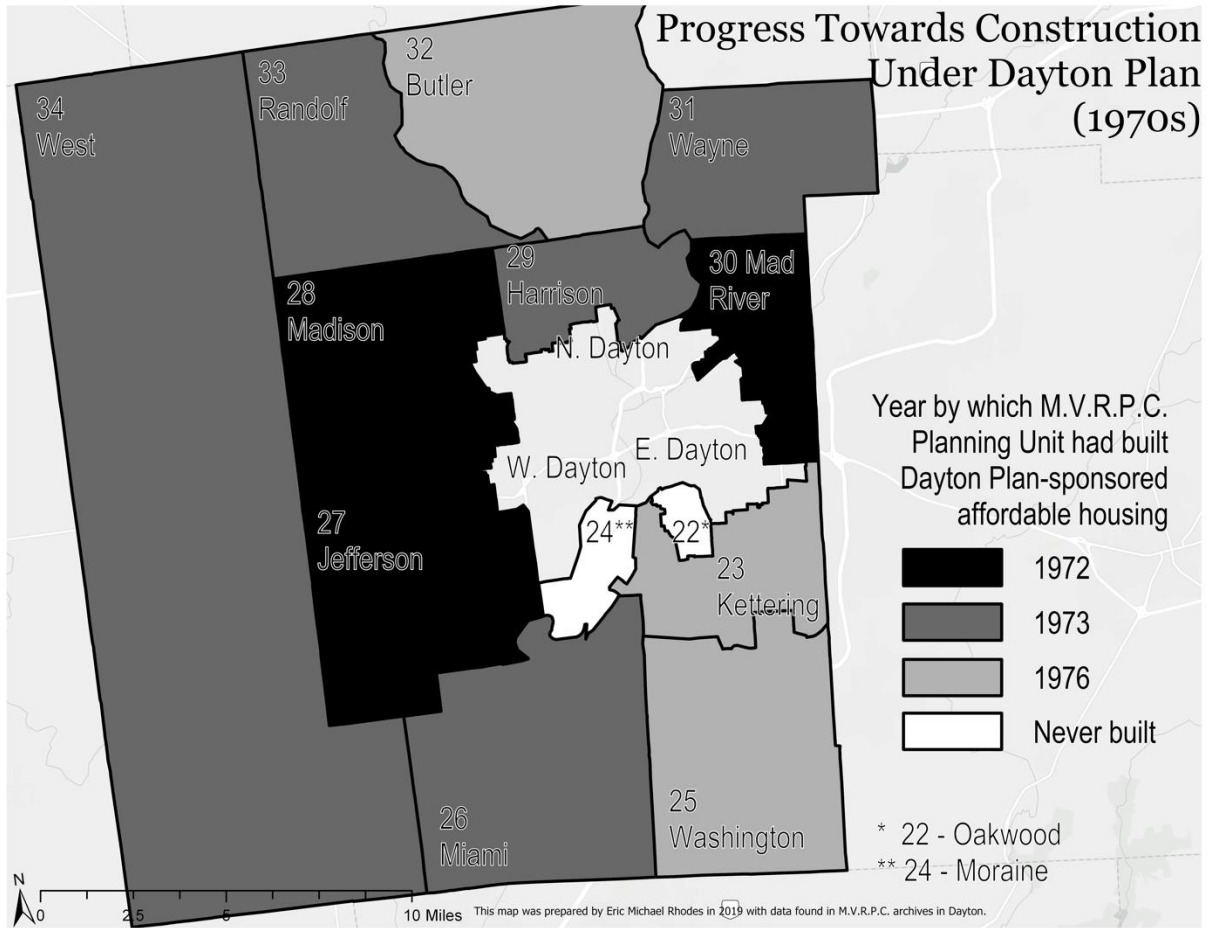 Progress Towards Construction
Under Dayton Plan
(1970s)
32
Butler
33
Randolf
34
West
31
Wayne
29
Harrison
30 Mad
River
28
Madison
N. Dayton
E. Dayton
W. Dayton
27
Jefferson
24**
22*
23
Kettering
26
Miami
25
Washington
Year by which M.V.R.P.C.
Planning Unit had built
Dayton Plan-sponsored
affordable housing
1972
1973
1976
Never built
* 22 - Oakwood
** 24 - Moraine
N
0 2.5 5 10 Miles
This map was prepared by Eric Michael Rhodes in 2019 with data found in M.V.R.P.C. archives in Dayton.